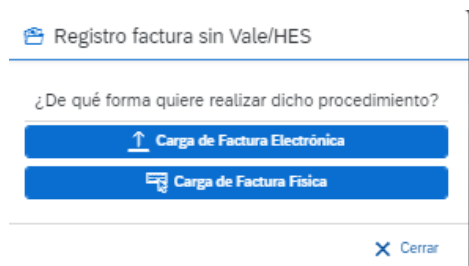 Registro factura sin Vale/HES
¿De qué forma quiere realizar dicho procedimiento?
Carga de Factura Electrónica
Carga de Factura Física
Cerrar